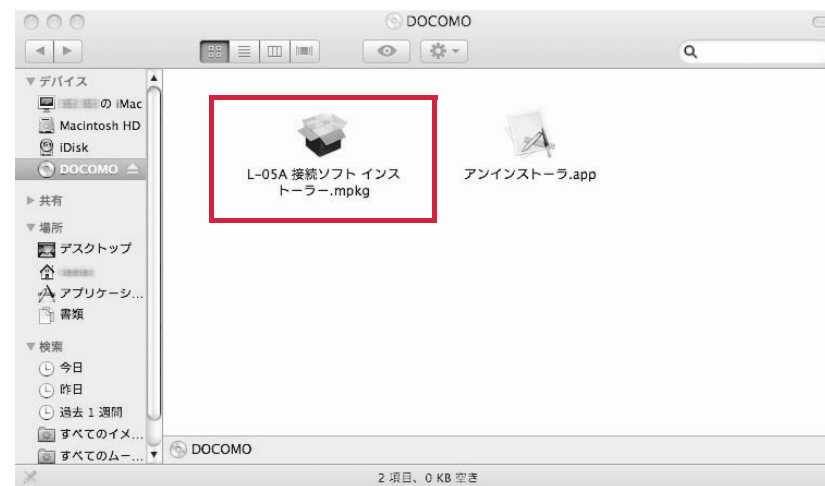 DOCOMO
デバイス
の iMac
Macintosh HD
iDisk
DOCOMO
共有
場所
デスクトップ
アプリケーシ...
書類
検索
今日
昨日
過去 1 週間
すべてのイメ...
すべてのムー...
L-05A 接続ソフト インス
トーラー.mpkg
アンインストーラ.app
DOCOMO
2 項目、0 KB 空き